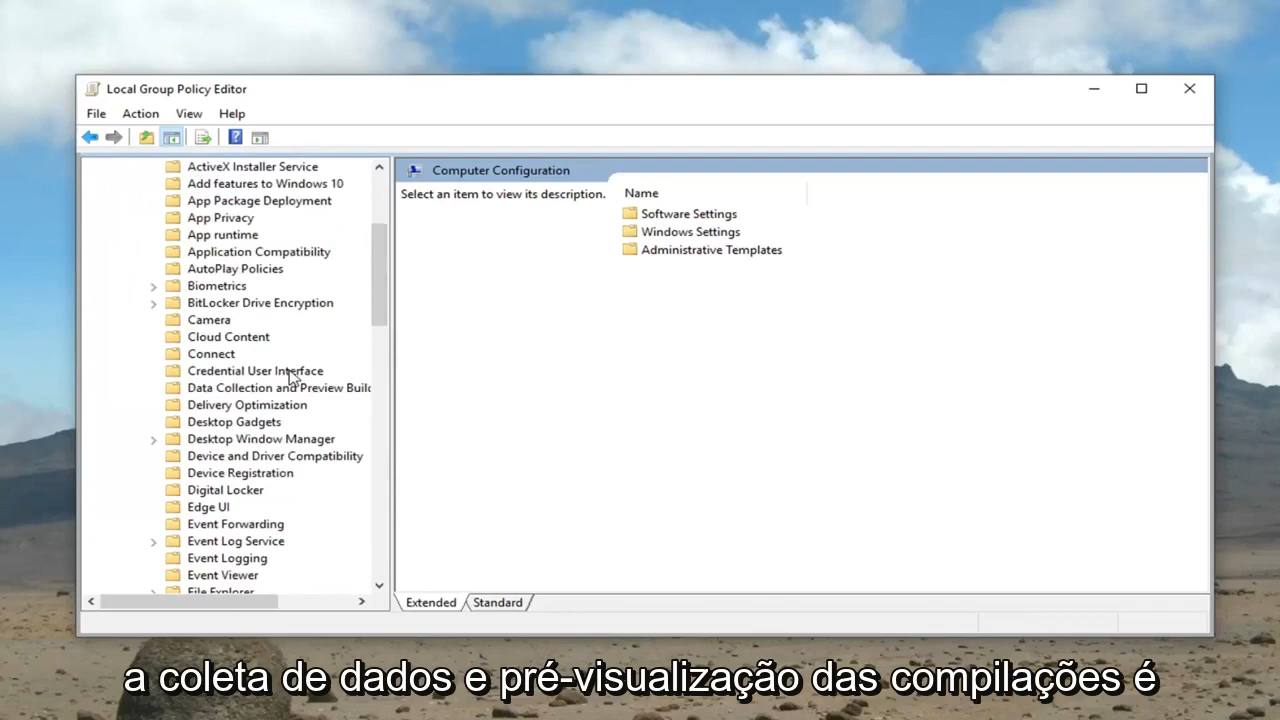 Local Group Policy Editor
File Action View Help
ActiveX Installer Service
Add features to Windows 10
App Package Deployment
App Privacy
App runtime
Application Compatibility
AutoPlay Policies
Biometrics
BitLocker Drive Encryption
Camera
Cloud Content
Connect
Credential User Interface
Data Collection and Preview Buil
Delivery Optimization
Desktop Gadgets
Desktop Window Manager
Device and Driver Compatibility
Device Registration
Digital Locker
Edge UI
Event Forwarding
Event Log Service
Event Logging
Event Viewer
File Explorer
Computer Configuration
Select an item to view its description.
Name
Software Settings
Windows Settings
Administrative Templates
Extended Standard
a coleta de dados e pré-visualização das compilações é